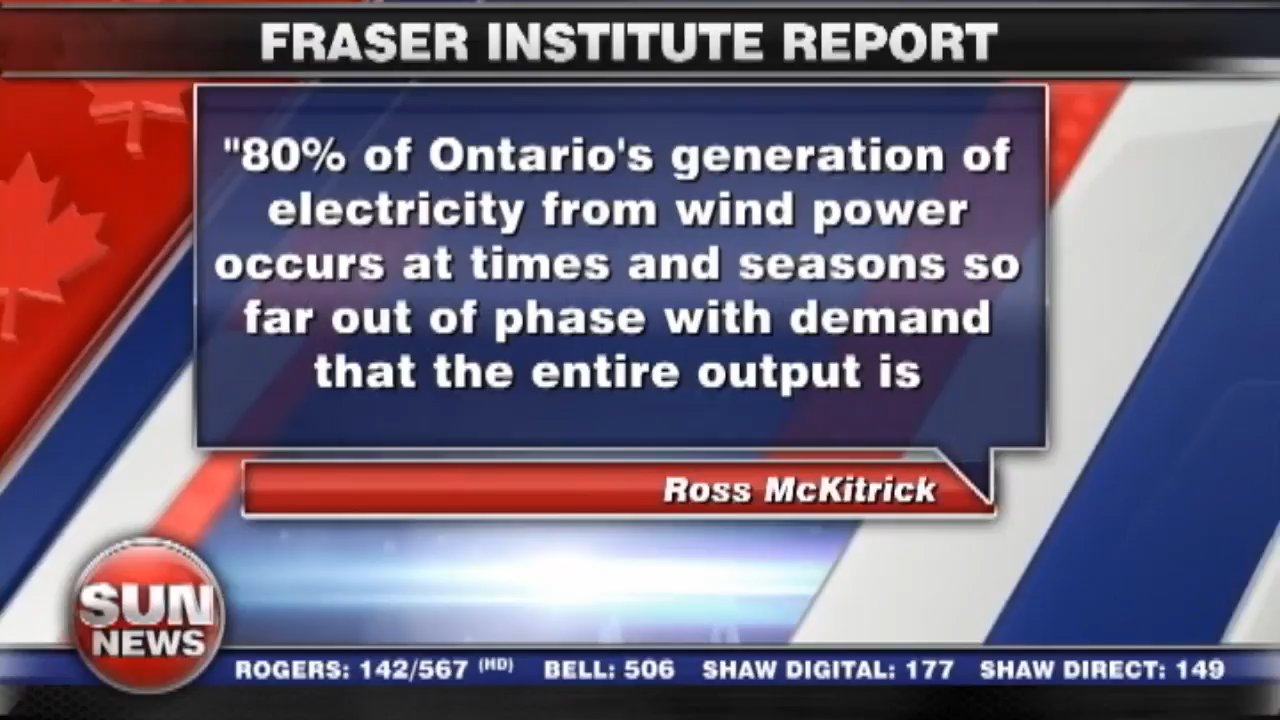 FRASER INSTITUTE REPORT
"80% of Ontario's generation of
electricity from wind power
occurs at times and seasons so
far out of phase with demand
that the entire output is
Ross McKitrick
SUN
NEWS
ROGERS: 142/567 (HD) BELL: 506 SHAW DIGITAL: 177 SHAW DIRECT: 149